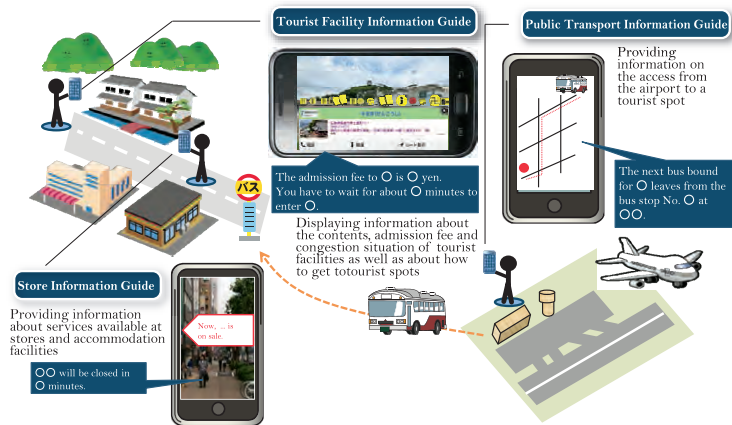 Tourist Facility Information Guide
The admission fee to 〇 is 〇 yen.
You have to wait for about 〇 minutes to
enter 〇.
Displaying information about
the contents, admission fee and
congestion situation of tourist
facilities as well as about how
to get totourist spots
Public Transport Information Guide
Providing
information on
the access from
the airport to a
tourist spot
The next bus bound
for 〇 leaves from the
bus stop No. 〇 at
〇〇.
バス
Store Information Guide
Providing information
about services available at
stores and accommodation
facilities
〇〇 will be closed in
〇 minutes.
Now, ... is
on sale.